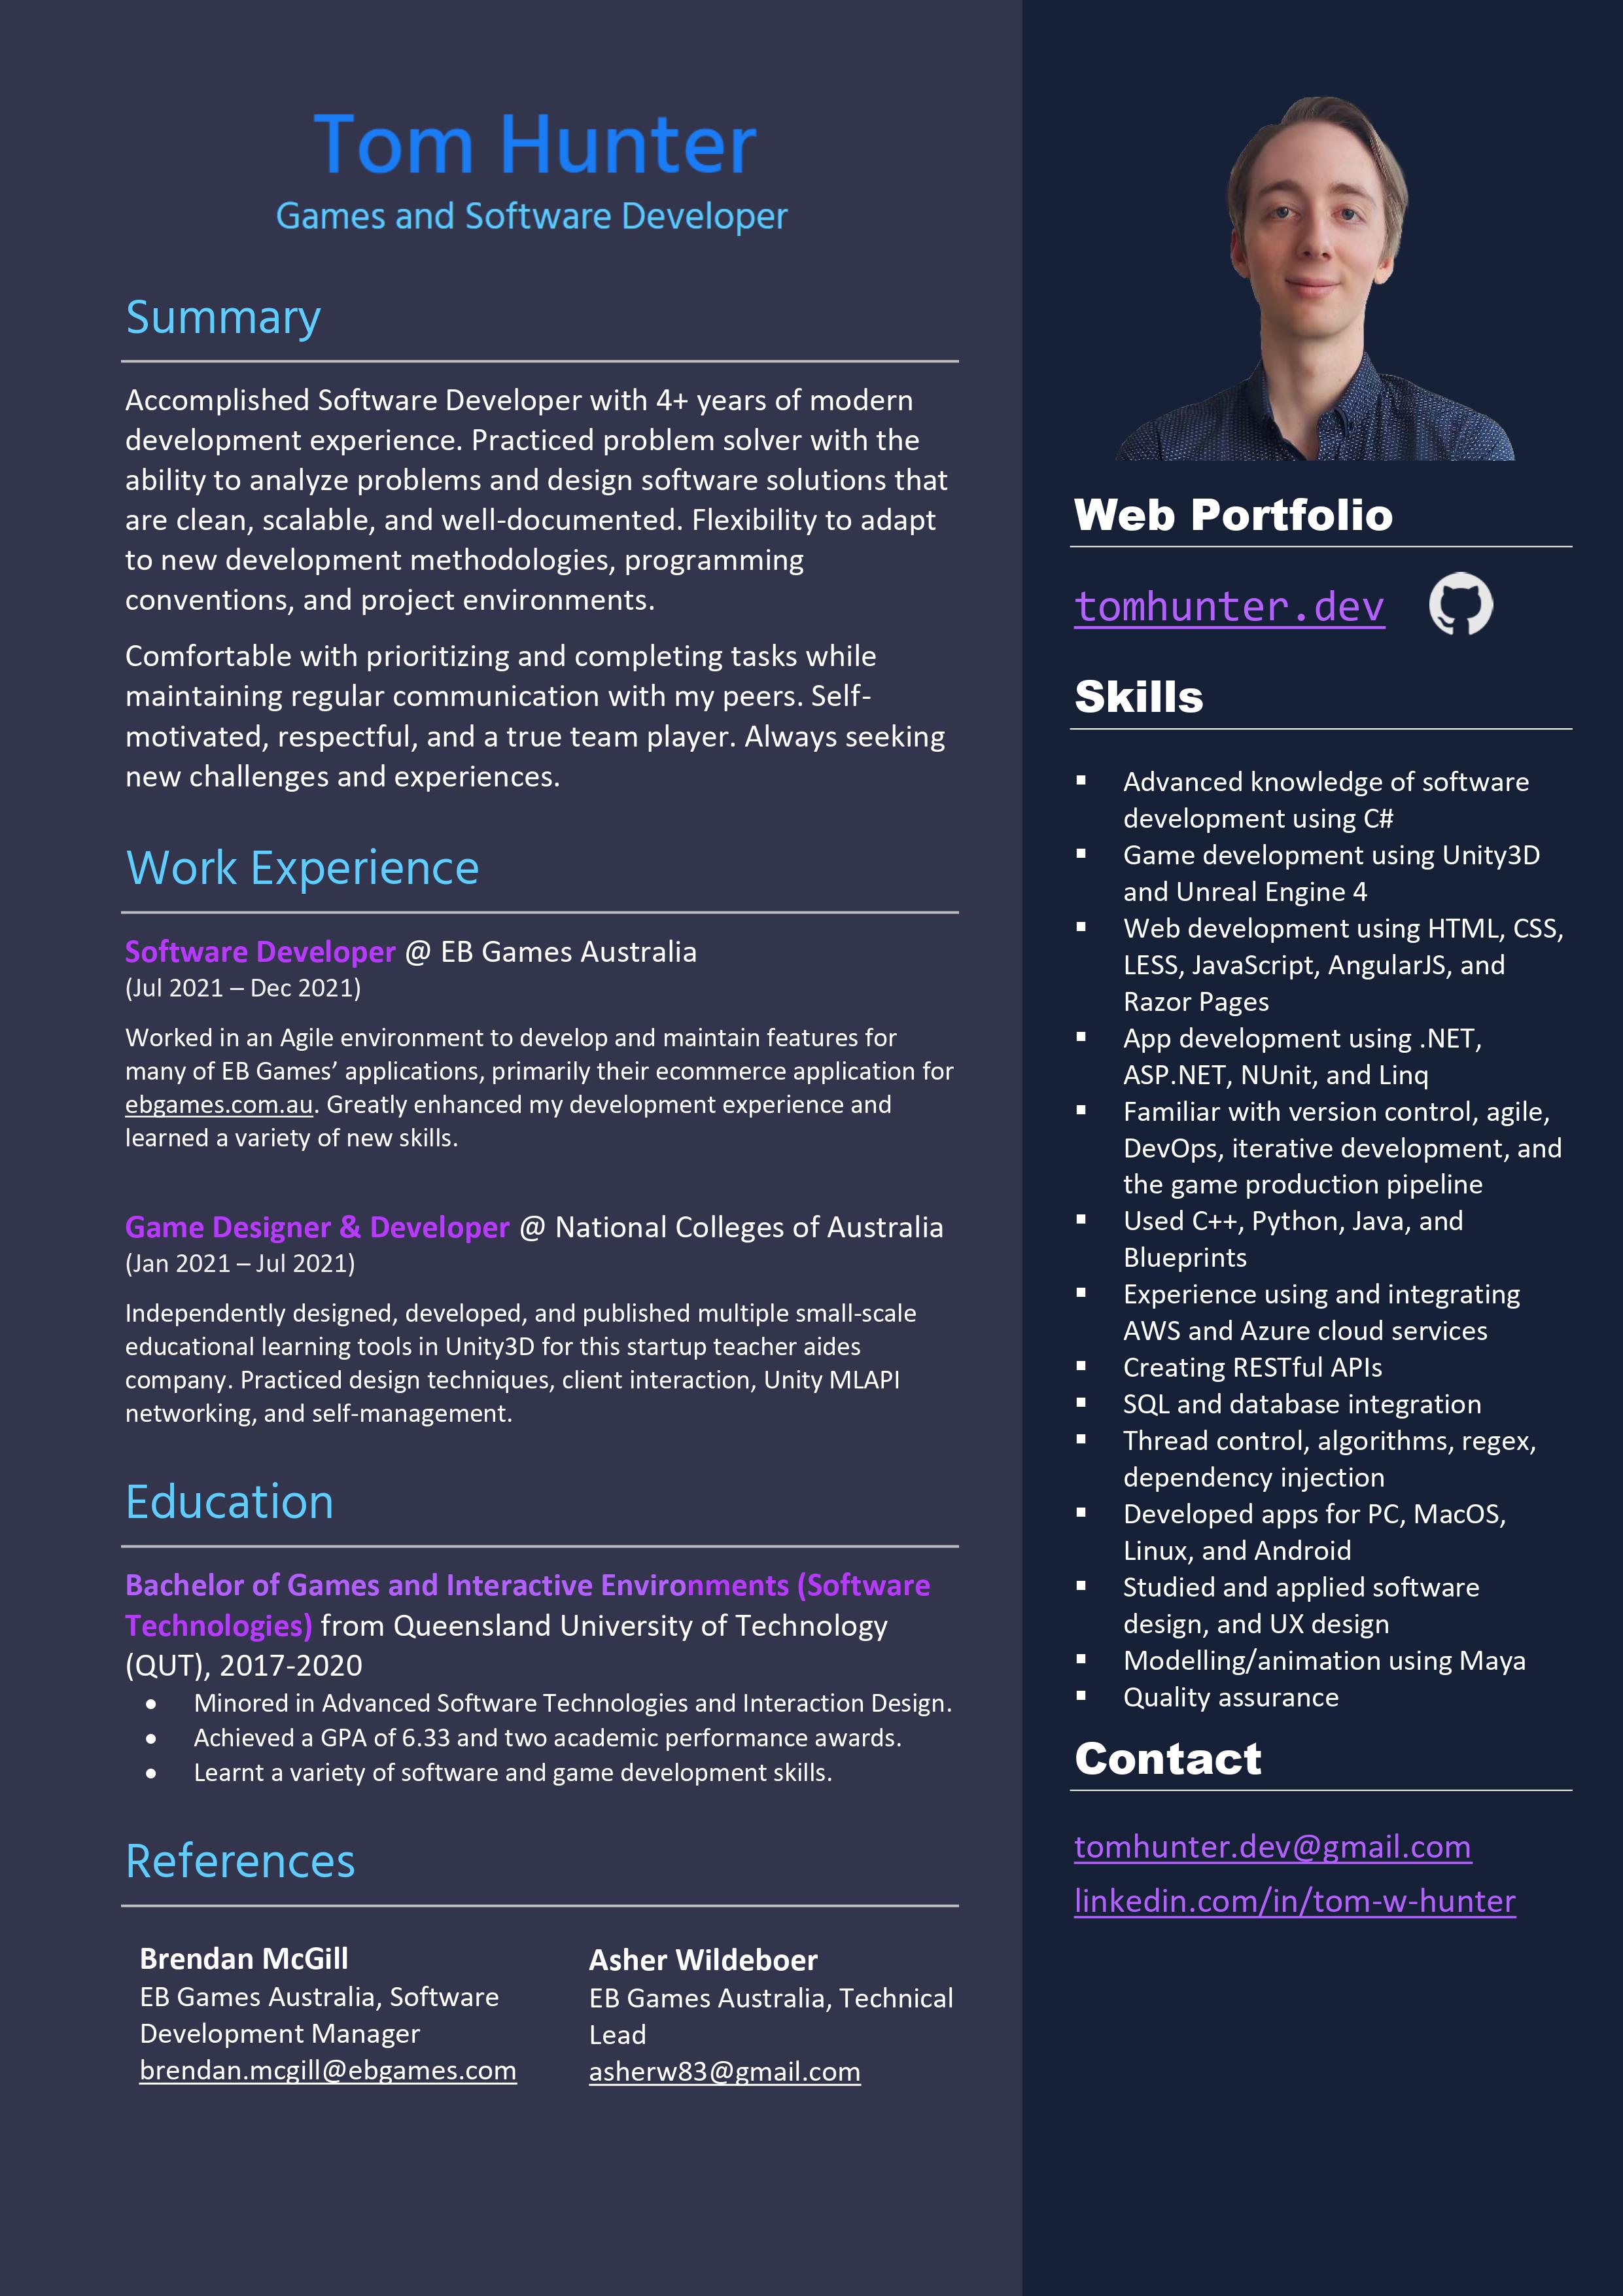 Tom Hunter
Games and Software Developer
Summary
Accomplished Software Developer with 4+ years of modern
development experience. Practiced problem solver with the
ability to analyze problems and design software solutions that
are clean, scalable, and well-documented. Flexibility to adapt
to new development methodologies, programming
conventions, and project environments.
Comfortable with prioritizing and completing tasks while
maintaining regular communication with my peers. Self-
motivated, respectful, and a true team player. Always seeking
new challenges and experiences.
Work Experience
Software Developer @ EB Games Australia
(Jul 2021 – Dec 2021)
Worked in an Agile environment to develop and maintain features for
many of EB Games’ applications, primarily their ecommerce application for
ebgames.com.au. Greatly enhanced my development experience and
learned a variety of new skills.
Game Designer & Developer @ National Colleges of Australia
(Jan 2021 – Jul 2021)
Independently designed, developed, and published multiple small-scale
educational learning tools in Unity3D for this startup teacher aides
company. Practiced design techniques, client interaction, Unity MLAPI
networking, and self-management.
Education
Bachelor of Games and Interactive Environments (Software
Technologies) from Queensland University of Technology
(QUT), 2017-2020
• Minored in Advanced Software Technologies and Interaction Design.
• Achieved a GPA of 6.33 and two academic performance awards.
• Learnt a variety of software and game development skills.
References
Brendan McGill
EB Games Australia, Software
Development Manager
brendan.mcgill@ebgames.com
Asher Wildeboer
EB Games Australia, Technical
Lead
asherw83@gmail.com
Web Portfolio
tomhunter.dev
Skills
▪ Advanced knowledge of software
development using C#
▪ Game development using Unity3D
and Unreal Engine 4
▪ Web development using HTML, CSS,
LESS, JavaScript, AngularJS, and
Razor Pages
▪ App development using .NET,
ASP.NET, NUnit, and Linq
▪ Familiar with version control, agile,
DevOps, iterative development, and
the game production pipeline
▪ Used C++, Python, Java, and
Blueprints
▪ Experience using and integrating
AWS and Azure cloud services
▪ Creating RESTful APIs
▪ SQL and database integration
▪ Thread control, algorithms, regex,
dependency injection
▪ Developed apps for PC, MacOS,
Linux, and Android
▪ Studied and applied software
design, and UX design
▪ Modelling/animation using Maya
▪ Quality assurance
Contact
tomhunter.dev@gmail.com
linkedin.com/in/tom-w-hunter